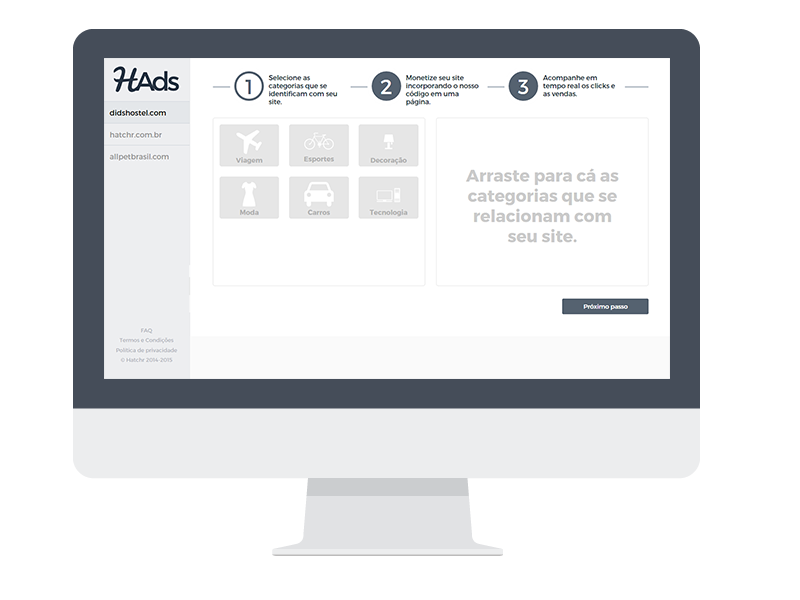 HAds
didshostel.com
hatchr.com.br
allpetbrasil.com
FAQ
Termos e Condições
Política de privacidade
© Hatchr 2014-2015
1
Selecione as
categorias que se
identificam com seu
site.
2
Monetize seu site
incorporando o nosso
código em uma
página.
3
Acompanhe em
tempo real os clicks e
as vendas.
Viagem
Esportes
Decoração
Moda
Carros
Tecnologia
Arraste para cá as
categorias que se
relacionam com
seu site.
Próximo passo